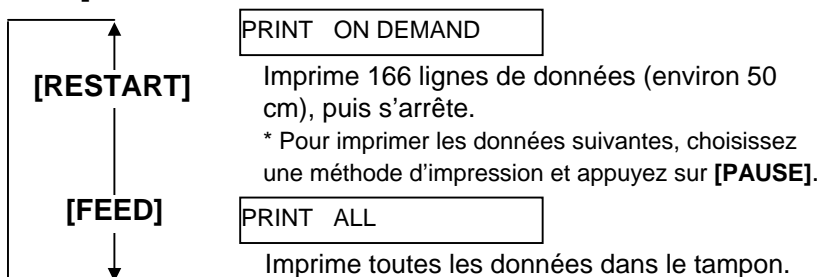 PRINT ON DEMAND
[RESTART]
Imprime 166 lignes de données (environ 50
cm), puis s'arrête.
* Pour imprimer les données suivantes, choisissez
une méthode d'impression et appuyez sur [PAUSE].
[FEED]
PRINT ALL
Imprime toutes les données dans le tampon.